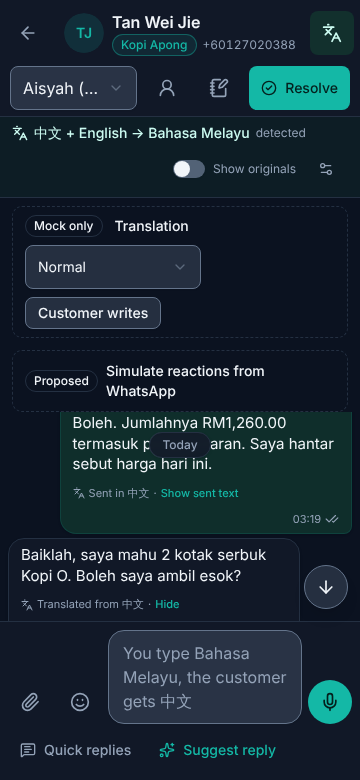 TJ
Tan Wei Jie
Kopi Apong +60127020388
Aisyah (...
Resolve
中文 + English → Bahasa Melayu detected
Show originals
Mock only Translation
Normal
Customer writes
Proposed Simulate reactions from
WhatsApp
Boleh. Jumlahnya RM1,260.00
termasuk aran. Saya hantar
Today
sebut harga hari ini.
Sent in 中文 · Show sent text
03:19
Baiklah, saya mahu 2 kotak serbuk
Kopi O. Boleh saya ambil esok?
Translated from 中文 · Hide
You type Bahasa
Melayu, the customer
gets 中文
Quick replies Suggest reply